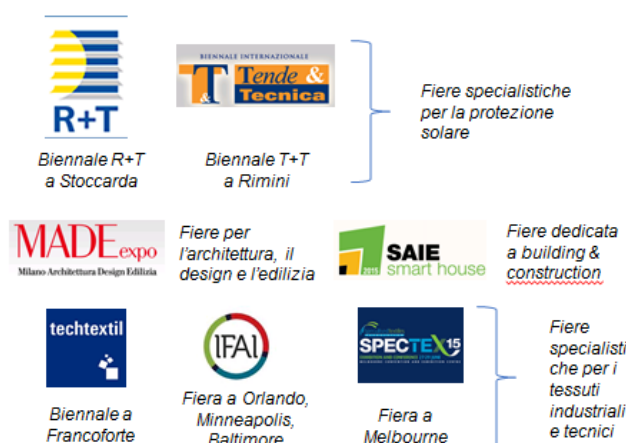 R+T
Biennale R+T
a Stoccarda
BIENNALE INTERNAZIONALE
T&T
Tende &
Tecnica
Biennale T+T
a Rimini
Fiere specialistiche
per la protezione
solare
MADE expo
Milano Architettura Design Edilizia
Fiere per
l'architettura, il
design e l'edilizia
2015
SAIE
smart house
Fiere dedicata
a building &
construction
techtextil
Biennale a
Francoforte
IFAI
Fiera a Orlando,
Minneapolis,
Baltimore
SPECTEX15
Fiera a
Melbourne
Fiere
specialisti
che per i
tessuti
industriali
e tecnici